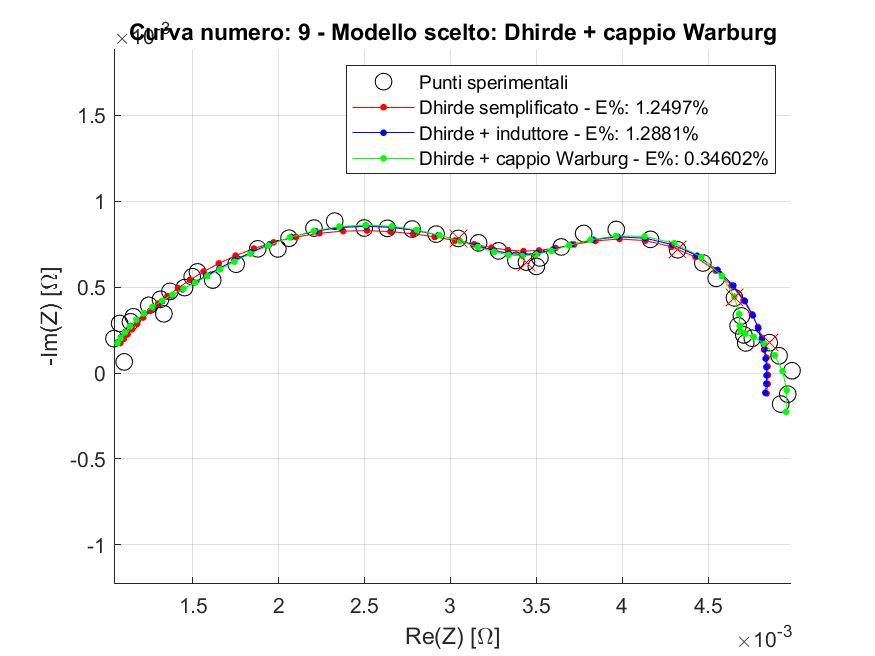 Curva numero: 9 - Modello scelto: Dhirde + cappio Warburg
×10-3
Punti sperimentali
Dhirde semplificato - E%: 1.2497%
Dhirde + induttore - E%: 1.2881%
Dhirde + cappio Warburg - E%: 0.34602%
1.5
1
0.5
0
-0.5
-1
-Im(Z) [Ω]
1.5 2 2.5 3 3.5 4 4.5
Re(Z) [Ω]
×10-3